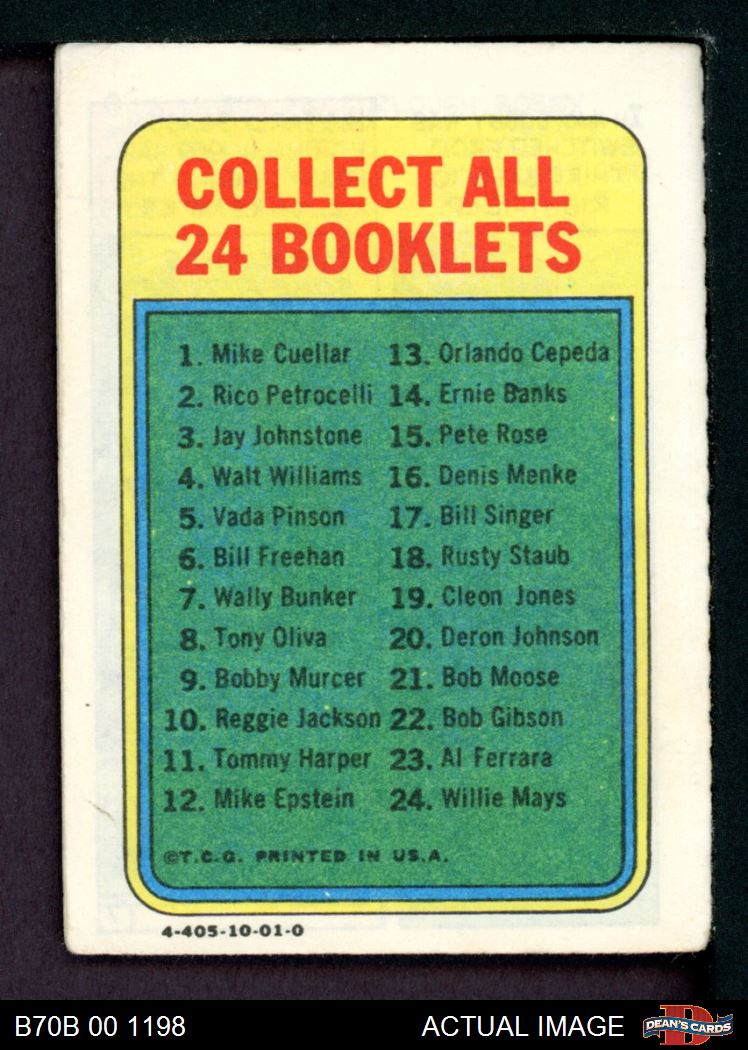 COLLECT ALL
24 BOOKLETS
1. Mike Cuellar
2. Rico Petrocelli
3. Jay Johnstone
4. Walt Williams
5. Vada Pinson
6. Bill Freehan
7. Wally Bunker
8. Tony Oliva
9. Bobby Murcer
10. Reggie Jackson
11. Tommy Harper
12. Mike Epstein
13. Orlando Cepeda
14. Ernie Banks
15. Pete Rose
16. Denis Menke
17. Bill Singer
18. Rusty Staub
19. Cleon Jones
20. Deron Johnson
21. Bob Moose
22. Bob Gibson
23. Al Ferrara
24. Willie Mays
©T.C.G. PRINTED IN U.S.A.
4-405-10-01-0
B70B 00 1198
ACTUAL IMAGE
D
DEAN'S CARDS